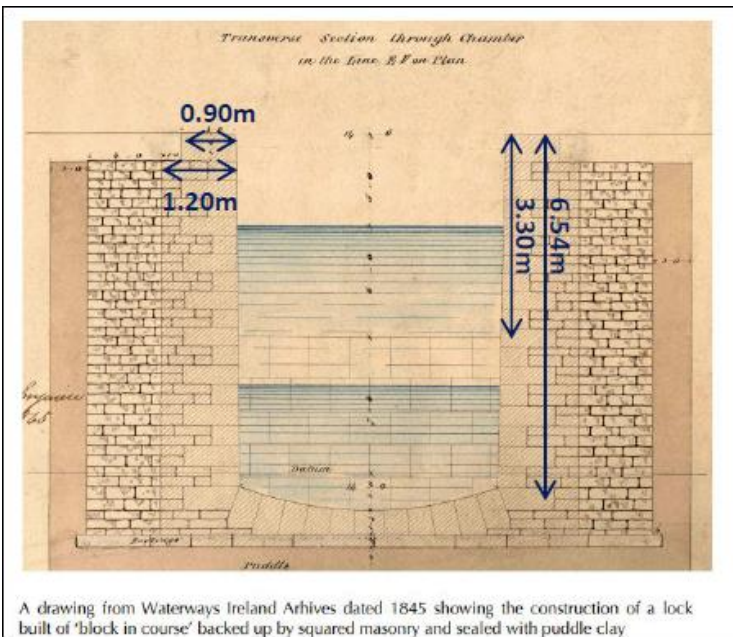 Transverse Section through Chamber
in the Line E F on Plan
0.90m
1.20m
3.30m
6.54m
Datum
Puddle
A drawing from Waterways Ireland Arhives dated 1845 showing the construction of a lock
built of ‘block in course’ backed up by squared masonry and sealed with puddle clay